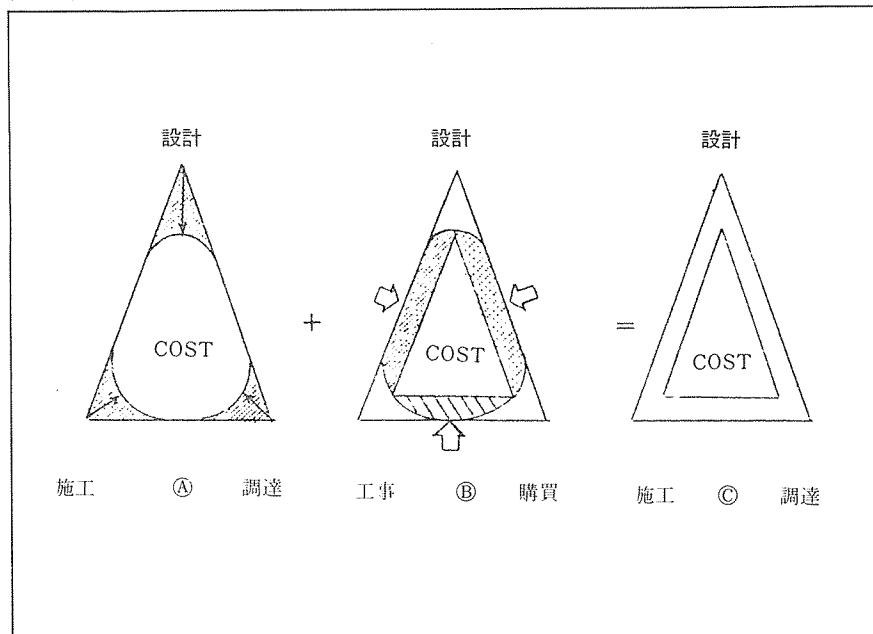 設計 設計 設計
+ =
COST COST COST
施工 Ⓐ 調達 工事 Ⓑ 購買 施工 Ⓒ 調達